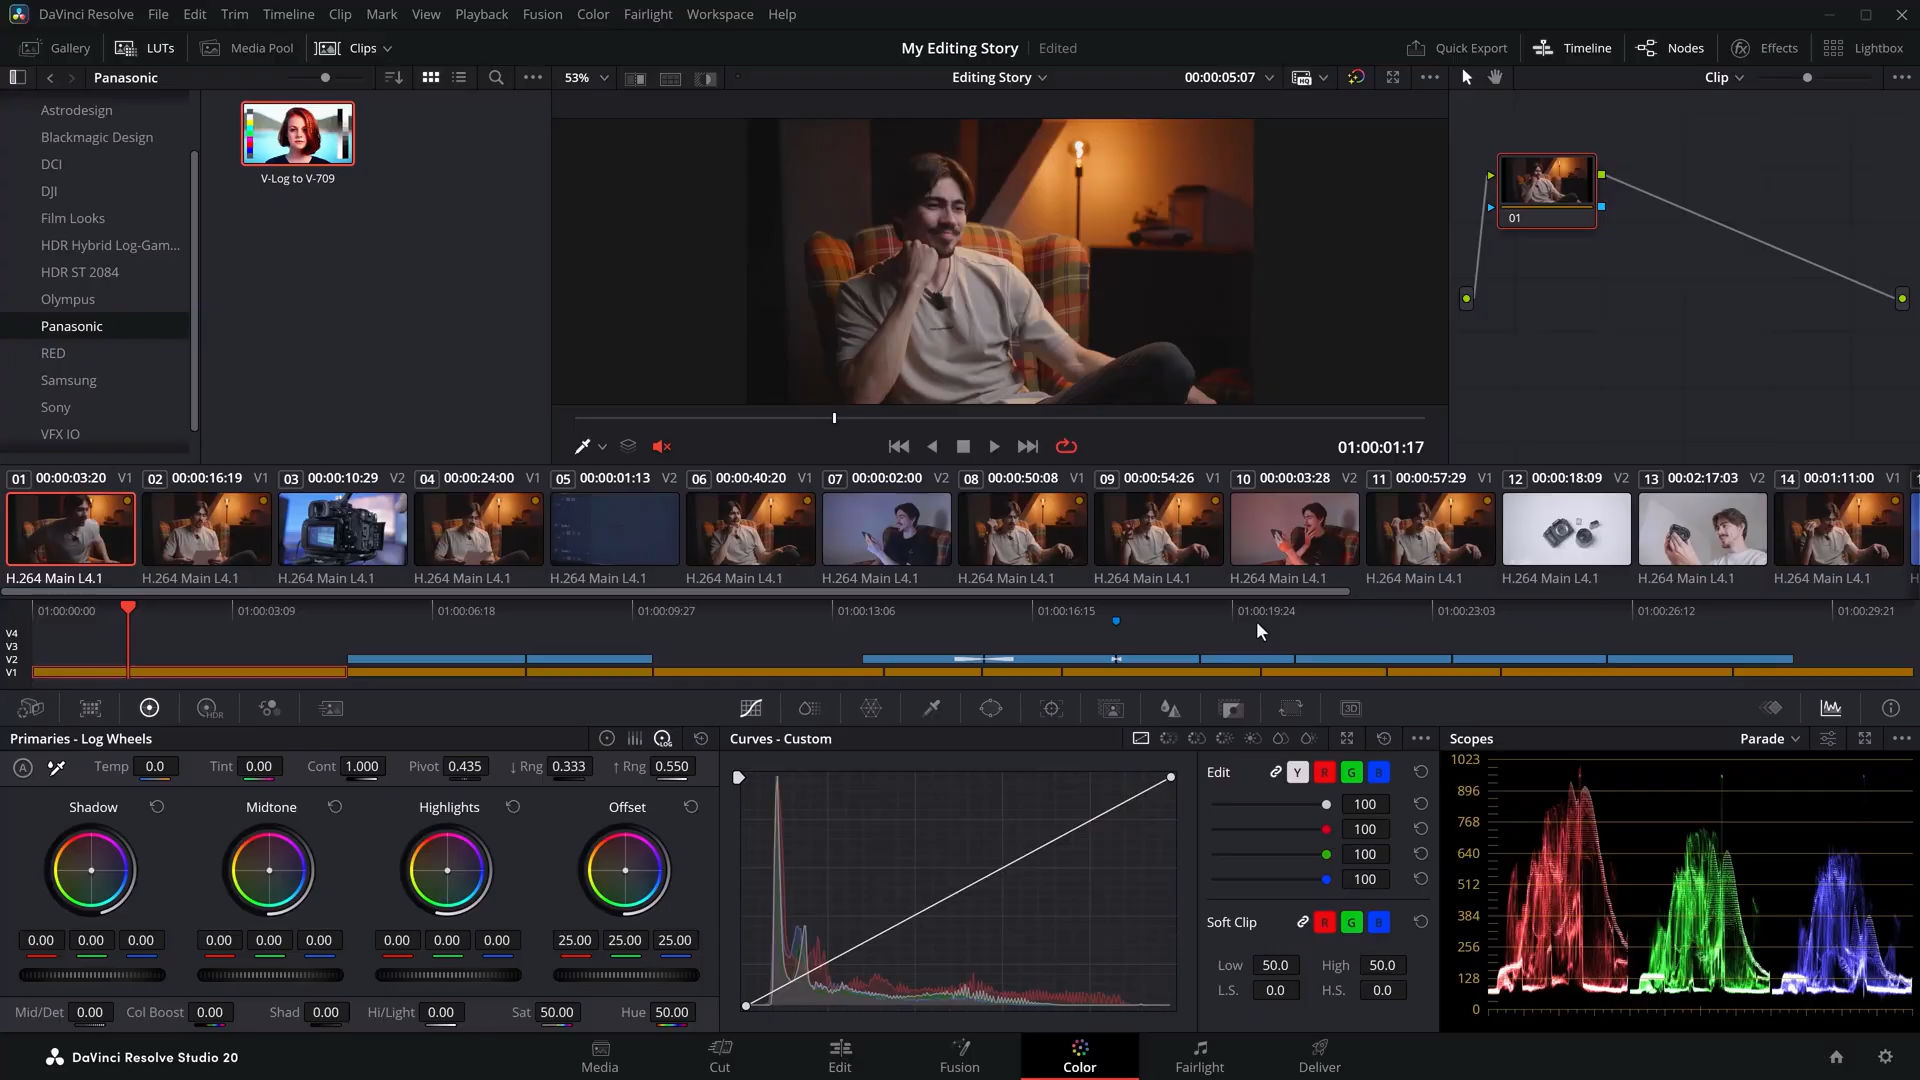 DaVinci Resolve File Edit Trim Timeline Clip Mark View Playback Fusion Color Fairlight Workspace Help
Gallery LUTs Media Pool Clips My Editing Story Edited Quick Export Timeline Nodes Effects Lightbox
Panasonic 53% Editing Story 00:00:05:07 Clip
Astrodesign
Blackmagic Design
DCI
DJI
Film Looks
HDR Hybrid Log-Gam...
HDR ST 2084
Olympus
Panasonic
RED
Samsung
Sony
VFX IO
V-Log to V-709
01
01:00:01:17
01 00:00:03:20 V1 02 00:00:16:19 V1 03 00:00:10:29 V2 04 00:00:24:00 V1 05 00:00:01:13 V2 06 00:00:40:20 V1 07 00:00:02:00 V2 08 00:00:50:08 V1 09 00:00:54:26 V1 10 00:00:03:28 V2 11 00:00:57:29 V1 12 00:00:18:09 V2 13 00:02:17:03 V2 14 00:01:11:00 V1
H.264 Main L4.1 H.264 Main L4.1 H.264 Main L4.1 H.264 Main L4.1 H.264 Main L4.1 H.264 Main L4.1 H.264 Main L4.1 H.264 Main L4.1 H.264 Main L4.1 H.264 Main L4.1 H.264 Main L4.1 H.264 Main L4.1 H.264 Main L4.1 H.264 Main L4.1
01:00:00:00 01:00:03:09 01:00:06:18 01:00:09:27 01:00:13:06 01:00:16:15 01:00:19:24 01:00:23:03 01:00:26:12 01:00:29:21
V4
V3
V2
V1
HDR 3D
Primaries - Log Wheels LOG
A Temp 0.0 Tint 0.00 Cont 1.000 Pivot 0.435 ↓ Rng 0.333 ↑ Rng 0.550
Shadow Midtone Highlights Offset
0.00 0.00 0.00 0.00 0.00 0.00 0.00 0.00 0.00 25.00 25.00 25.00
Mid/Det 0.00 Col Boost 0.00 Shad 0.00 Hi/Light 0.00 Sat 50.00 Hue 50.00
Curves - Custom
Edit Y R G B
100
100
100
100
Soft Clip R G B
Low 50.0 High 50.0
L.S. 0.0 H.S. 0.0
Scopes Parade
1023
896
768
640
512
384
256
128
0
DaVinci Resolve Studio 20 Media Cut Edit Fusion Color Fairlight Deliver